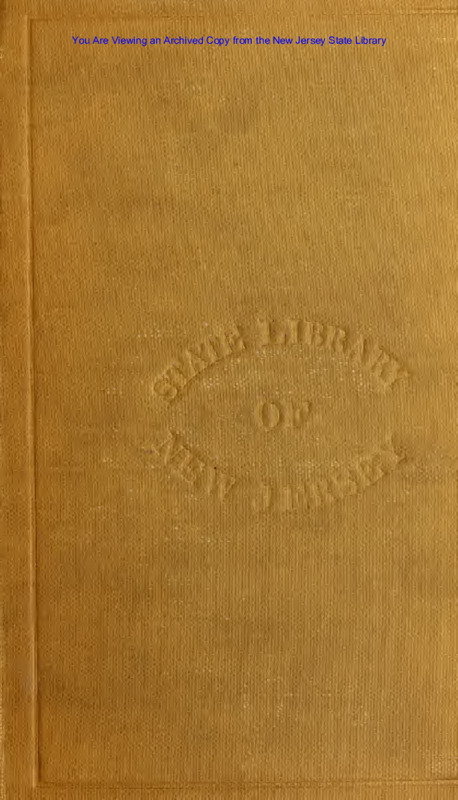 You Are Viewing an Archived Copy from the New Jersey State Library
STATE LIBRARY
OF
NEW JERSEY